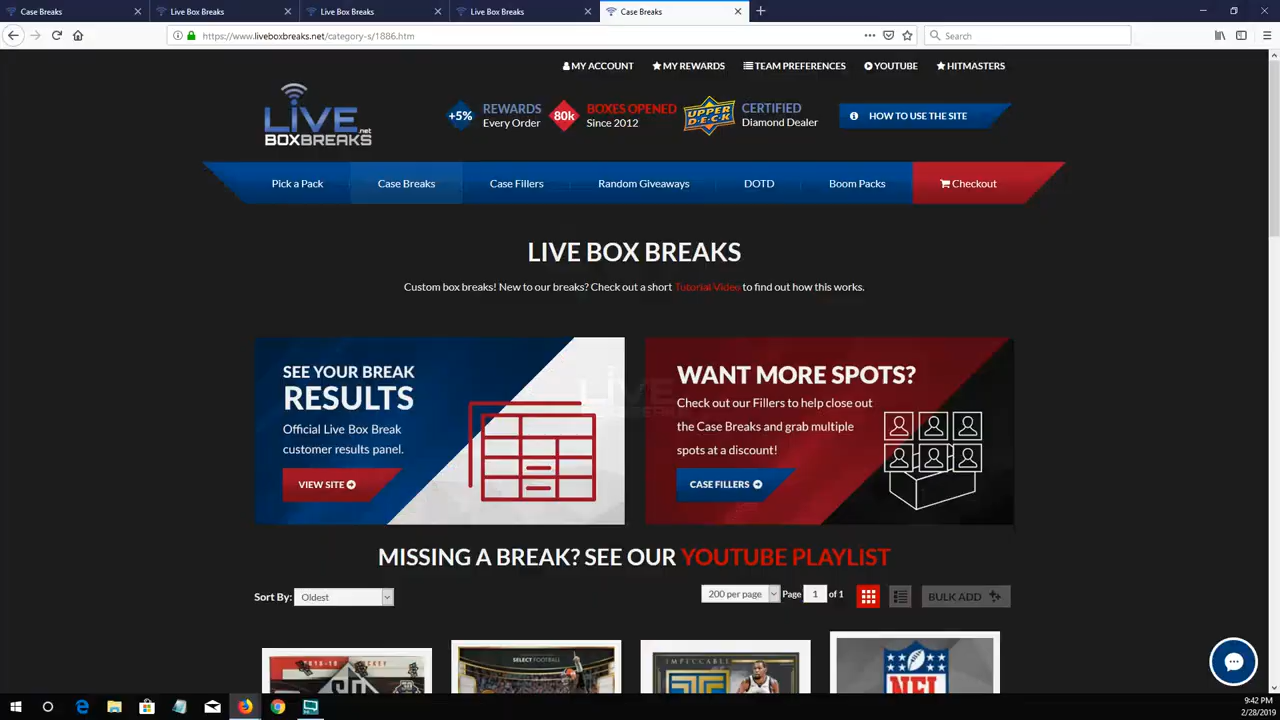 Case Breaks
Live Box Breaks
Live Box Breaks
Live Box Breaks
Case Breaks
https://www.liveboxbreaks.net/category-s/1886.htm
Search
MY ACCOUNT
MY REWARDS
TEAM PREFERENCES
YOUTUBE
HITMASTERS
LIVE.net
BOXBREAKS
+5%
REWARDS
Every Order
80k
BOXES OPENED
Since 2012
UPPER DECK
CERTIFIED
Diamond Dealer
HOW TO USE THE SITE
Pick a Pack
Case Breaks
Case Fillers
Random Giveaways
DOTD
Boom Packs
Checkout
LIVE BOX BREAKS
Custom box breaks! New to our breaks? Check out a short Tutorial Video to find out how this works.
SEE YOUR BREAK
RESULTS
Official Live Box Break
customer results panel.
VIEW SITE
WANT MORE SPOTS?
Check out our Fillers to help close out
the Case Breaks and grab multiple
spots at a discount!
CASE FILLERS
MISSING A BREAK? SEE OUR YOUTUBE PLAYLIST
Sort By: Oldest
200 per page
Page 1 of 1
BULK ADD
SELECT FOOTBALL
IMPECCABLE
NFL
9:42 PM
2/28/2019